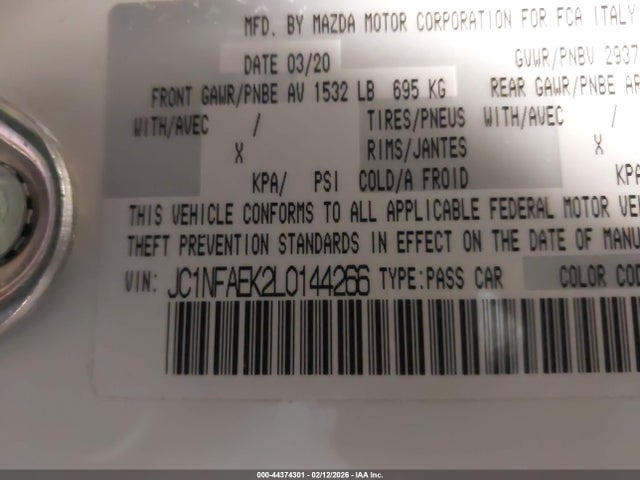 MFD. BY MAZDA MOTOR CORPORATION FOR FCA ITALY
DATE 03/20 GVWR/PNBV 2937
FRONT GAWR/PNBE AV 1532 LB 695 KG REAR GAWR/PNBE AR
WITH/AVEC / TIRES/PNEUS WITH/AVEC /
X RIMS/JANTES X
KPA/ PSI COLD/A FROID KPA
THIS VEHICLE CONFORMS TO ALL APPLICABLE FEDERAL MOTOR VEH
THEFT PREVENTION STANDARDS IN EFFECT ON THE DATE OF MANU
VIN: JC1NFAEK2L0144266 TYPE:PASS CAR COLOR COD
000-44374301 - 02/12/2026 - IAA Inc.